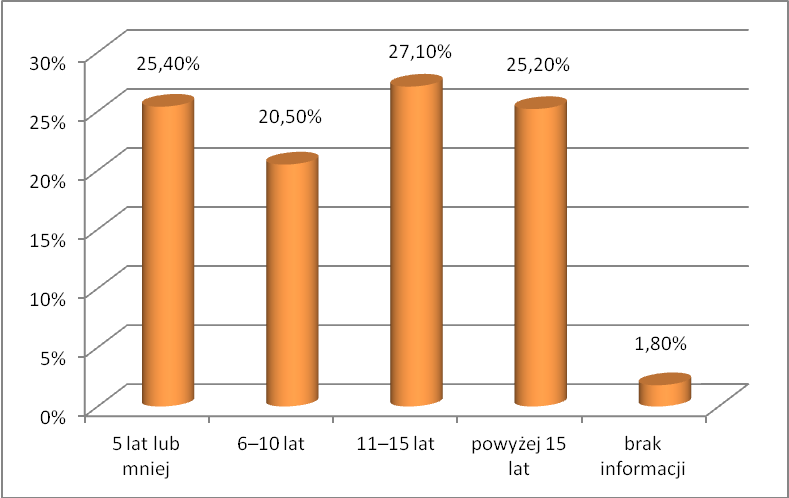 27,10%
25,40%
25,20%
20,50%
1,80%
30%
25%
20%
15%
10%
5%
0%
5 lat lub
mniej
6–10 lat
11–15 lat
powyżej 15
lat
brak
informacji